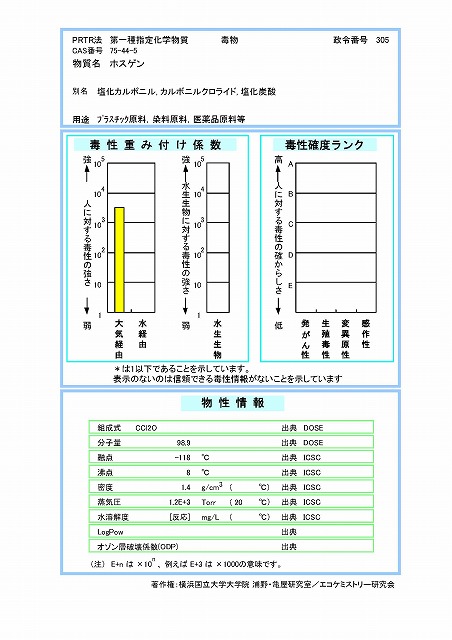 PRTR法 第一種指定化学物質 毒物 政令番号 305
CAS番号 75-44-5
物質名 ホスゲン
別名 塩化カルボニル, カルボニルクロライド, 塩化炭酸
用途 プラスチック原料, 染料原料, 医薬品原料等
毒性重み付け係数
強
人に対する毒性の強さ
弱
10^5
10^4
10^3
10^2
10
1
大気経由
水経由
強
水生生物に対する毒性の強さ
弱
10^5
10^4
10^3
10^2
10
1
水生生物
毒性確度ランク
高
人に対する毒性の確からしさ
低
A
B
C
D
E
発がん性
生殖毒性
変異原性
感作性
＊は1以下であることを示しています。
表示のないのは信頼できる毒性情報がないことを示しています
物性情報
組成式 CCl2O 出典 DOSE
分子量 98.9 出典 DOSE
融点 -118 ℃ 出典 ICSC
沸点 8 ℃ 出典 ICSC
密度 1.4 g/cm3 ( ℃) 出典 ICSC
蒸気圧 1.2E+3 Torr ( 20 ℃) 出典 ICSC
水溶解度 [反応] mg/L ( ℃) 出典 ICSC
LogPow 出典
オゾン層破壊係数(ODP) 出典
(注) E+n は ×10^n 、例えば E+3 は ×1000の意味です。
著作権：横浜国立大学大学院 浦野・亀屋研究室／エコケミストリー研究会